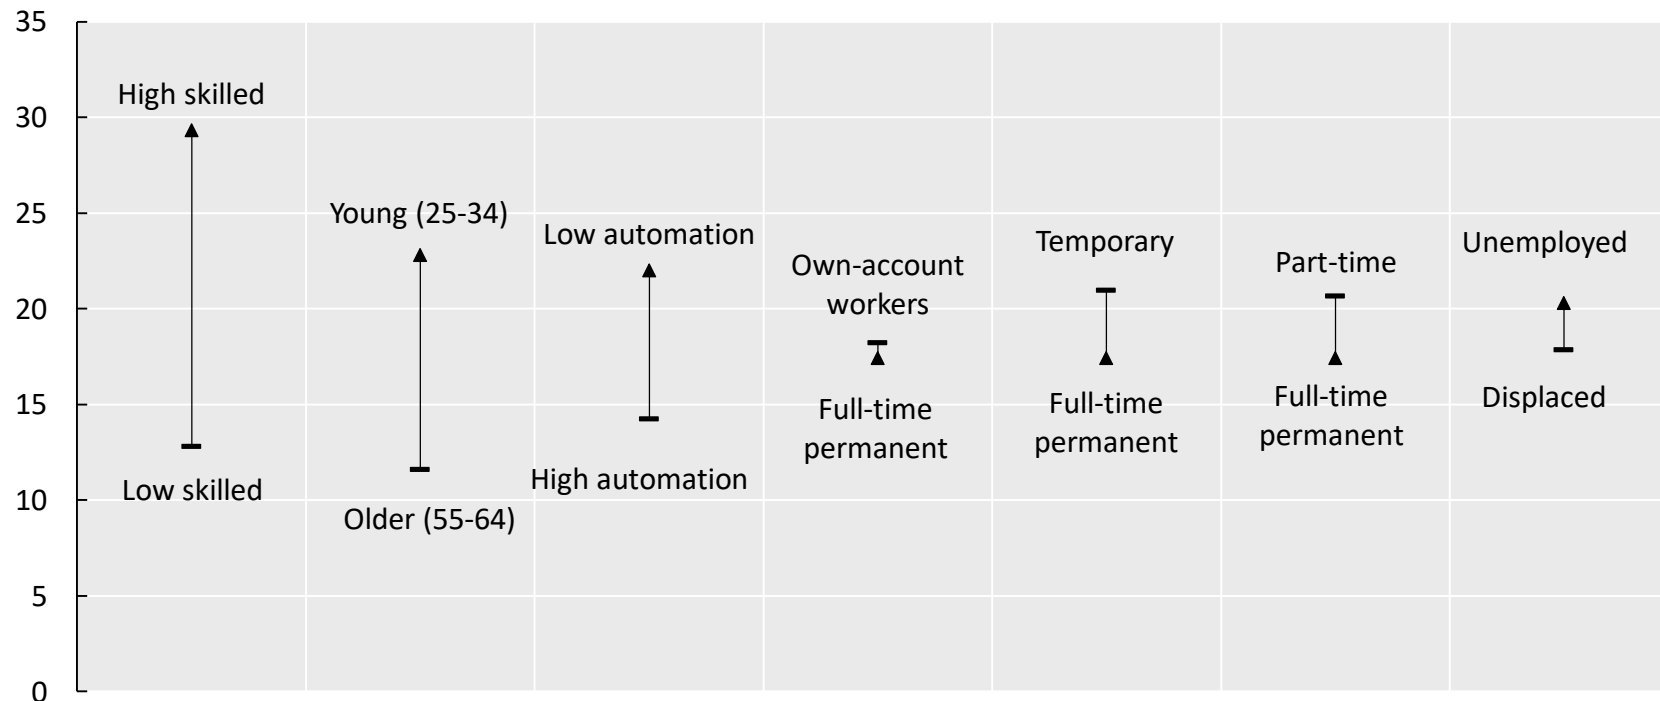 35
30
25
20
15
10
5
0
High skilled
Low skilled
Young (25-34)
Older (55-64)
Low automation
High automation
Own-account
workers
Full-time
permanent
Temporary
Full-time
permanent
Part-time
Full-time
permanent
Unemployed
Displaced